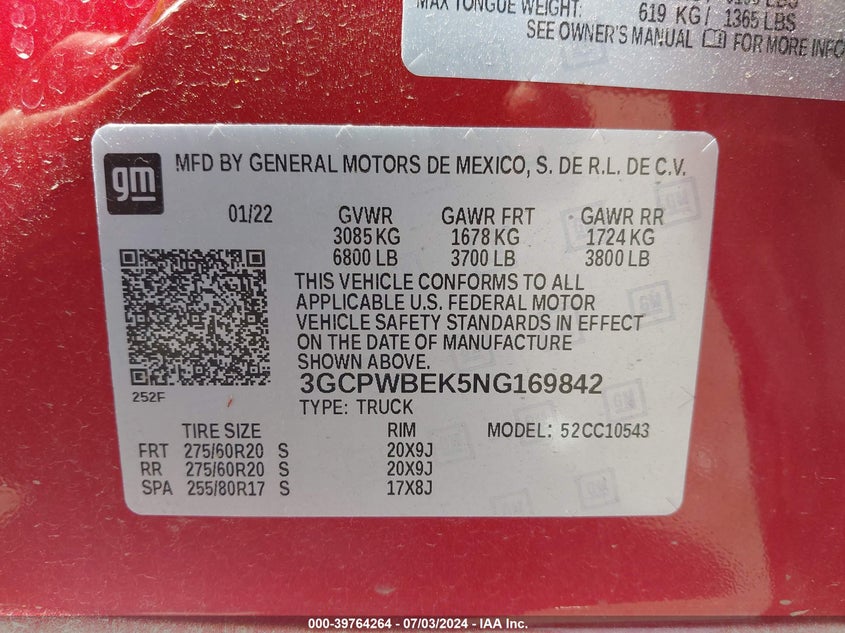 MAX TONGUE WEIGHT: 619 KG/ 1365 LBS
SEE OWNER'S MANUAL FOR MORE INFO
gm
MFD BY GENERAL MOTORS DE MEXICO, S. DE R.L. DE C.V.
01/22 GVWR GAWR FRT GAWR RR
3085 KG 1678 KG 1724 KG
6800 LB 3700 LB 3800 LB
THIS VEHICLE CONFORMS TO ALL
APPLICABLE U.S. FEDERAL MOTOR
VEHICLE SAFETY STANDARDS IN EFFECT
ON THE DATE OF MANUFACTURE
SHOWN ABOVE.
252F
3GCPWBEK5NG169842
TYPE: TRUCK
TIRE SIZE RIM MODEL: 52CC10543
FRT 275/60R20 S 20X9J
RR 275/60R20 S 20X9J
SPA 255/80R17 S 17X8J
000-39764264 - 07/03/2024 - IAA Inc.